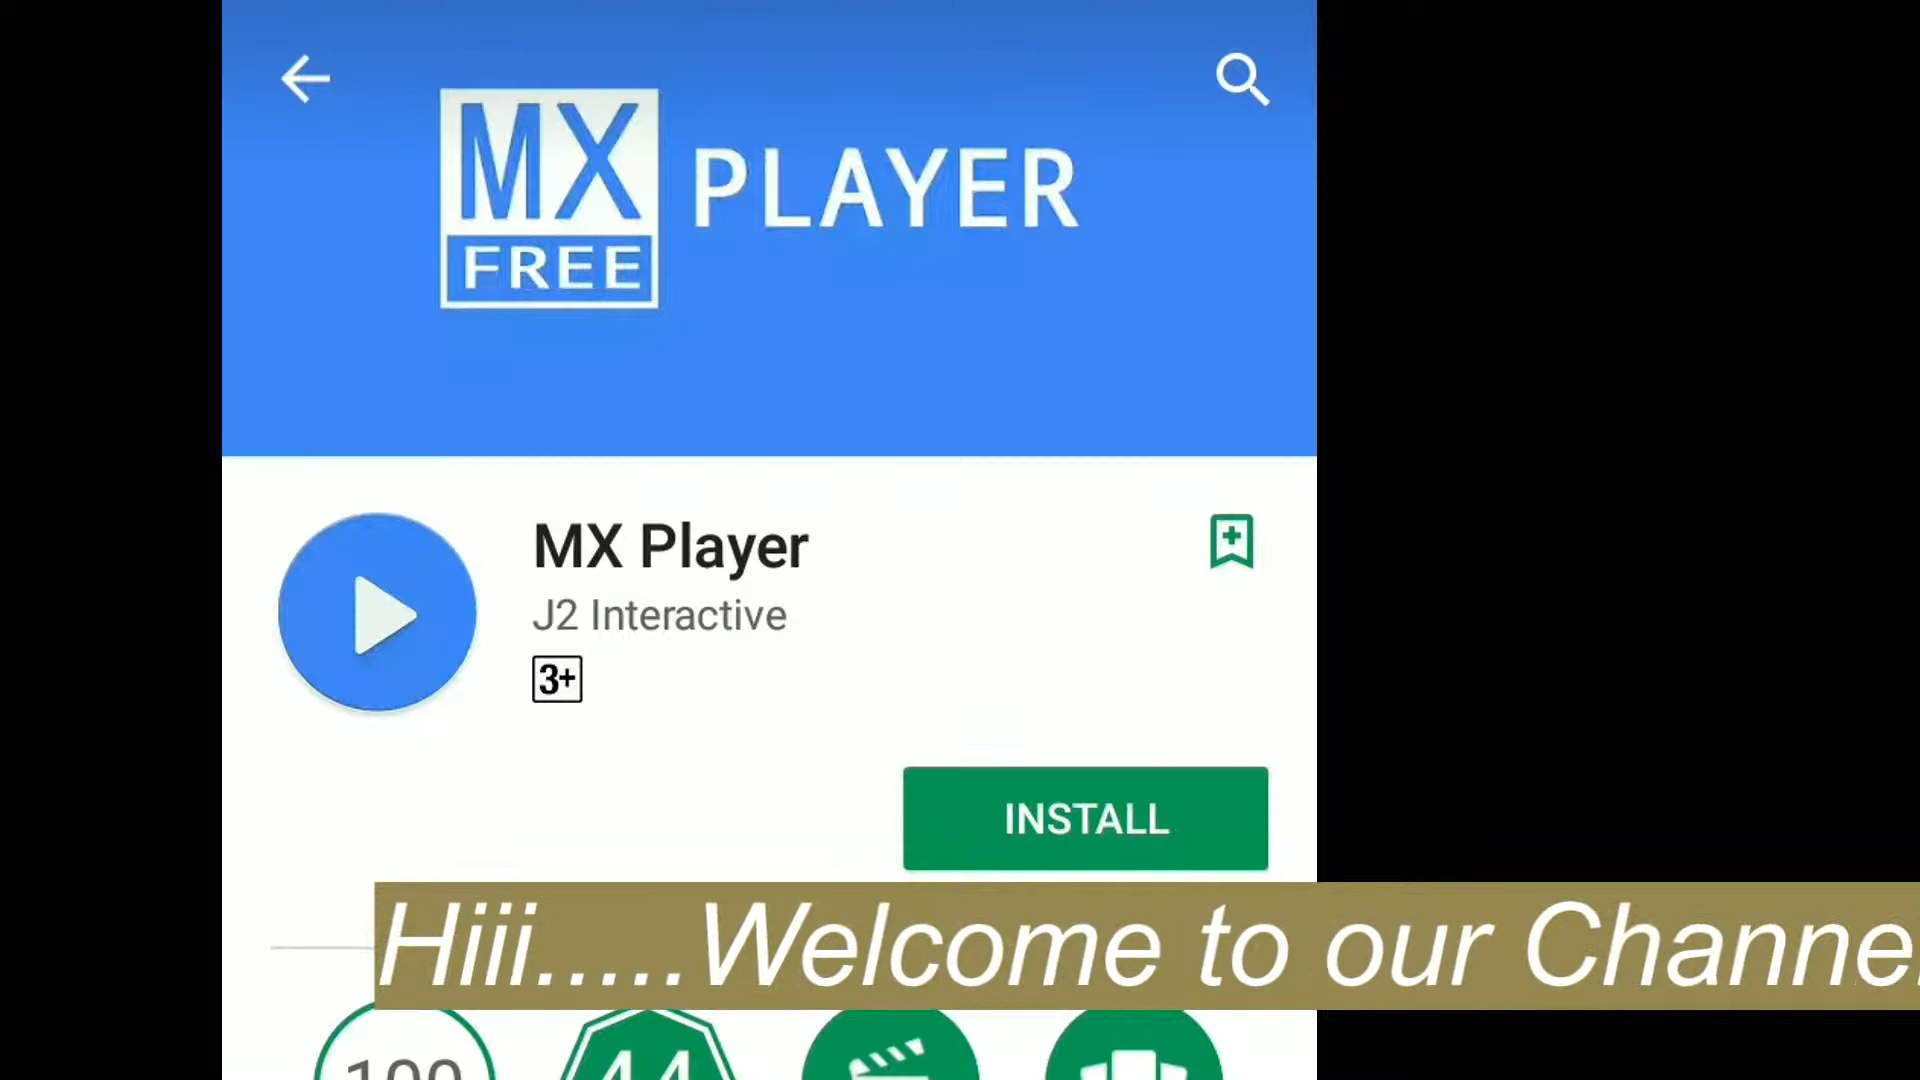 MX PLAYER
FREE
MX Player
J2 Interactive
3+
INSTALL
Hiii.....Welcome to our Channe